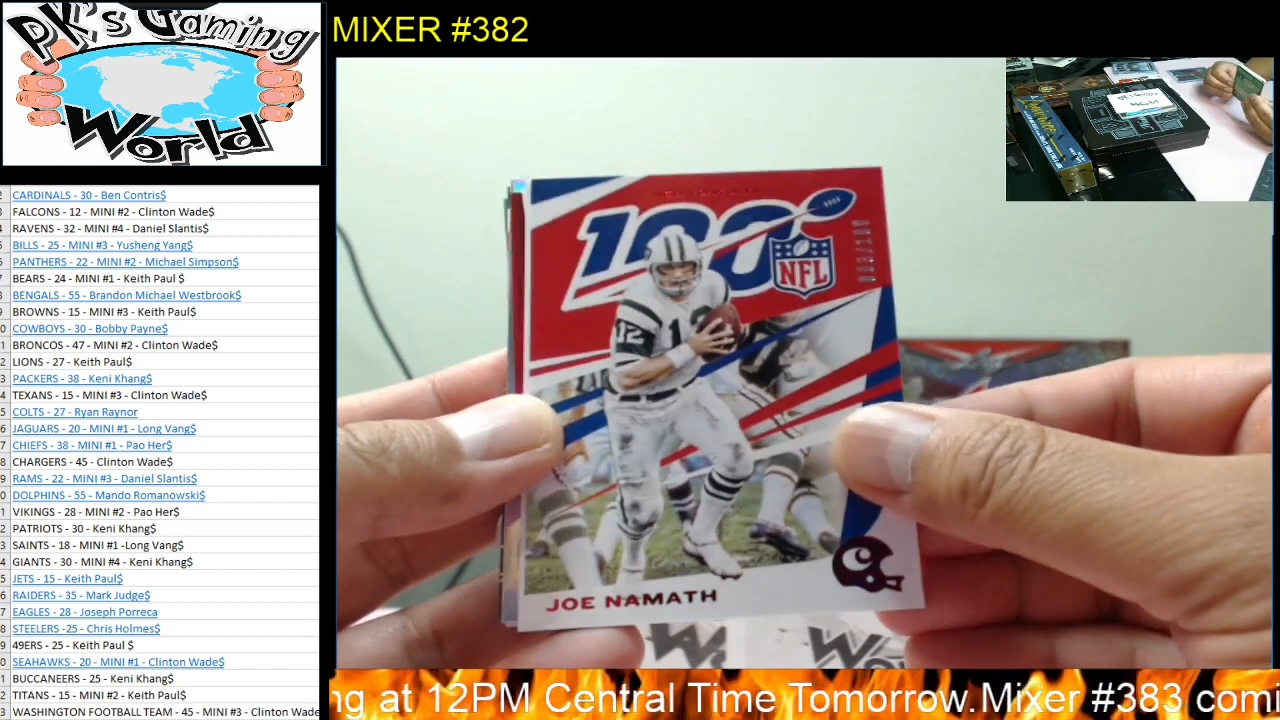 PK's Gaming
World
MIXER #382
CARDINALS - 30 - Ben Contris$
FALCONS - 12 - MINI #2 - Clinton Wade$
RAVENS - 32 - MINI #4 - Daniel Slantis$
BILLS - 25 - MINI #3 - Yusheng Yang$
PANTHERS - 22 - MINI #2 - Michael Simpson$
BEARS - 24 - MINI #1 - Keith Paul $
BENGALS - 55 - Brandon Michael Westbrook$
BROWNS - 15 - MINI #3 - Keith Paul$
COWBOYS - 30 - Bobby Payne$
BRONCOS - 47 - MINI #2 - Clinton Wade$
LIONS - 27 - Keith Paul$
PACKERS - 38 - Keni Khang$
TEXANS - 15 - MINI #3 - Clinton Wade$
COLTS - 27 - Ryan Raynor
JAGUARS - 20 - MINI #1 - Long Vang$
CHIEFS - 38 - MINI #1 - Pao Her$
CHARGERS - 45 - Clinton Wade$
RAMS - 22 - MINI #3 - Daniel Slantis$
DOLPHINS - 55 - Mando Romanowski$
VIKINGS - 28 - MINI #2 - Pao Her$
PATRIOTS - 30 - Keni Khang$
SAINTS - 18 - MINI #1 -Long Vang$
GIANTS - 30 - MINI #4 - Keni Khang$
JETS - 15 - Keith Paul$
RAIDERS - 35 - Mark Judge$
EAGLES - 28 - Joseph Porreca
STEELERS -25 - Chris Holmes$
49ERS - 25 - Keith Paul $
SEAHAWKS - 20 - MINI #1 - Clinton Wade$
BUCCANEERS - 25 - Keni Khang$
TITANS - 15 - MINI #2 - Keith Paul$
WASHINGTON FOOTBALL TEAM - 45 - MINI #3 - Clinton Wade
100
NFL
12
JOE NAMATH
ng at 12PM Central Time Tomorrow.Mixer #383 comi